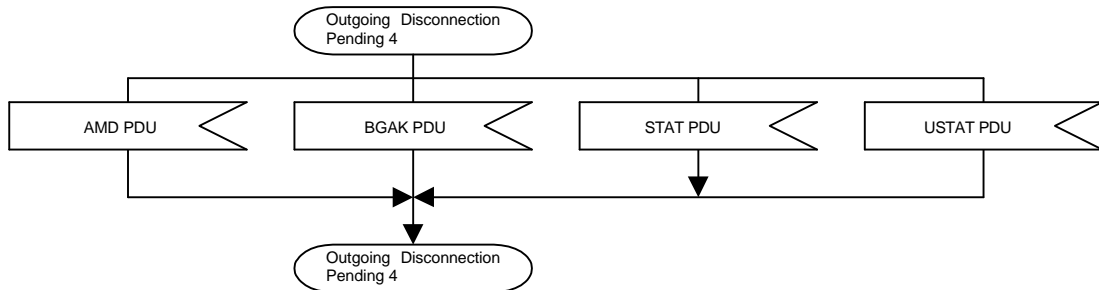 Outgoing Disconnection
Pending 4
AMD PDU
BGAK PDU
STAT PDU
USTAT PDU
Outgoing Disconnection
Pending 4